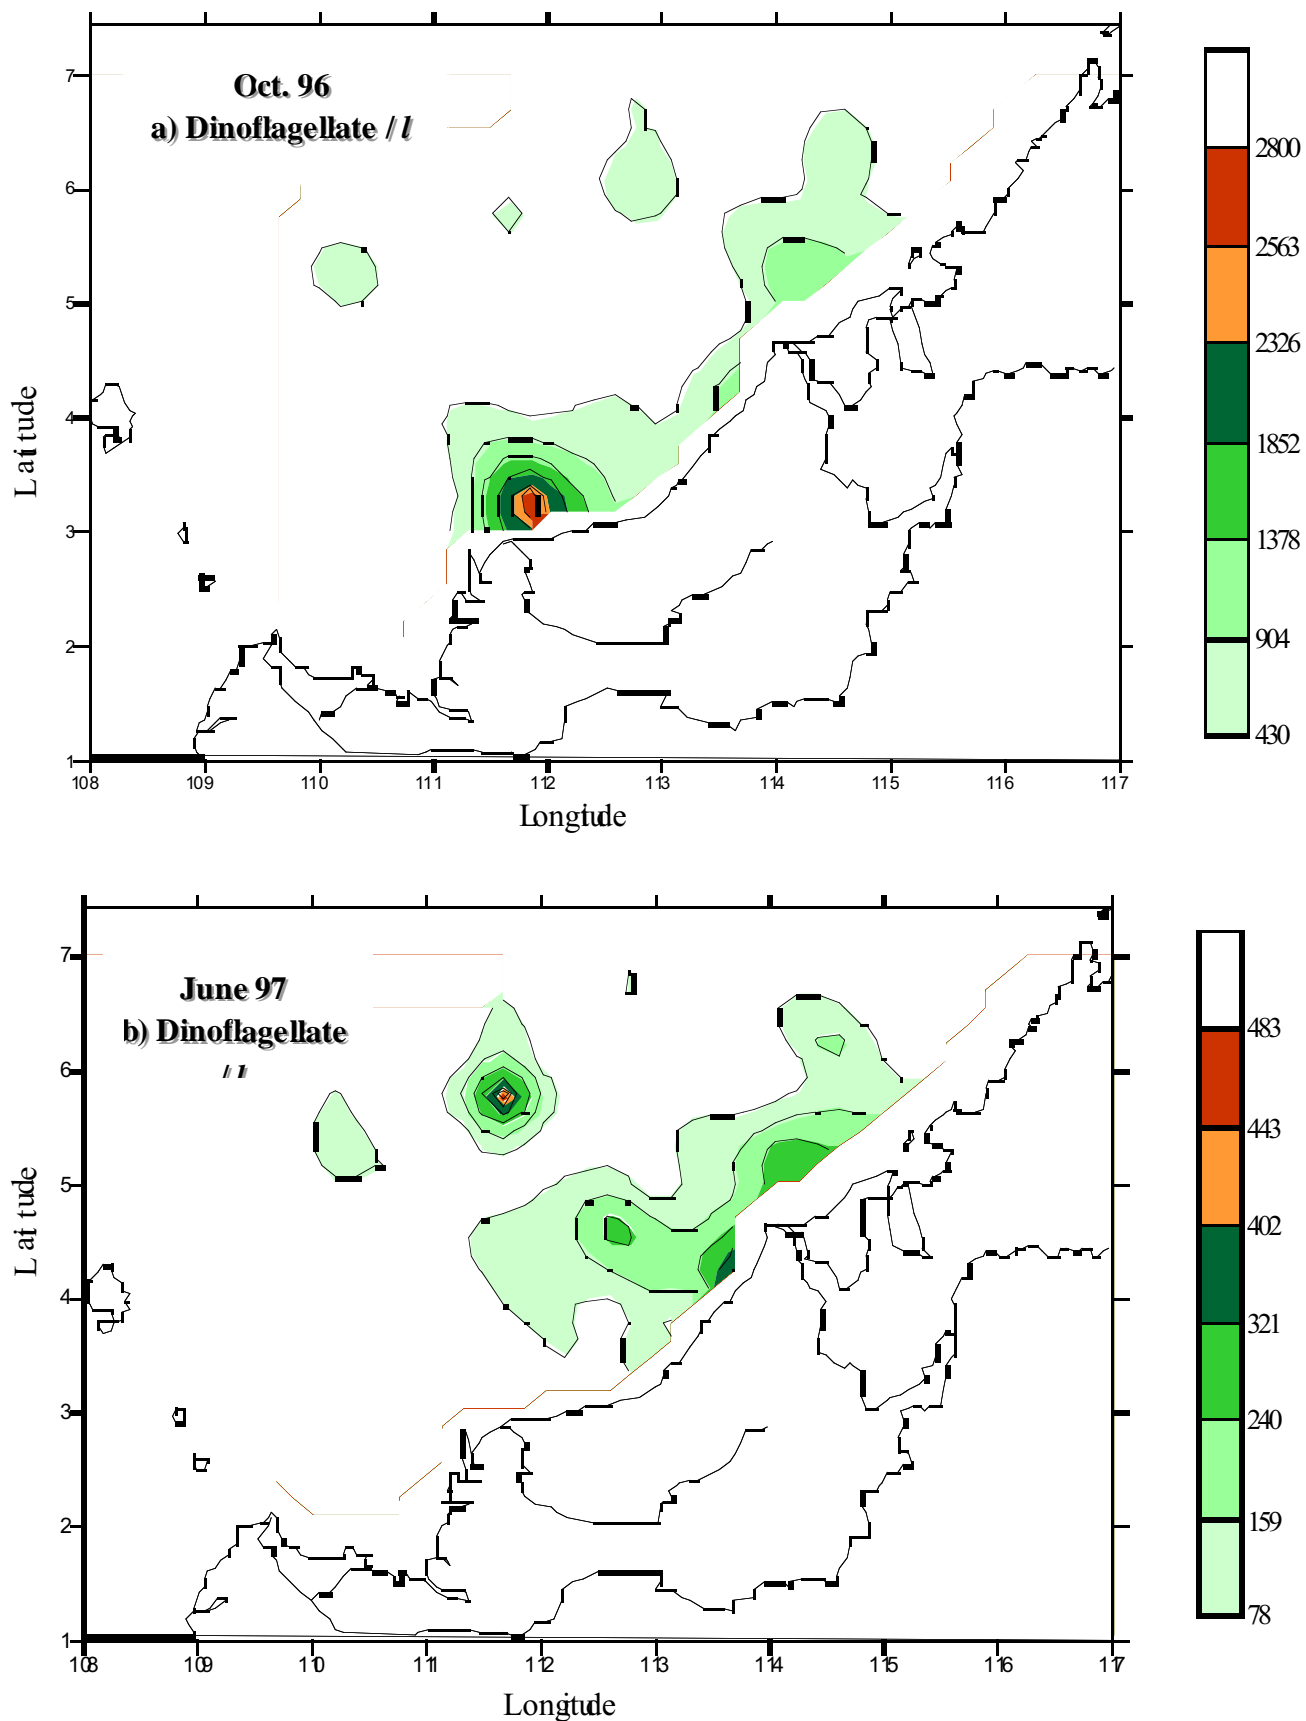 Oct. 96
a) Dinoflagellate / l
7
6
5
4
3
2
1
Latitude
108 109 110 111 112 113 114 115 116 117
Longitude
2800
2563
2326
1852
1378
904
430
June 97
b) Dinoflagellate
/ l
7
6
5
4
3
2
1
Latitude
108 109 110 111 112 113 114 115 116 117
Longitude
483
443
402
321
240
159
78